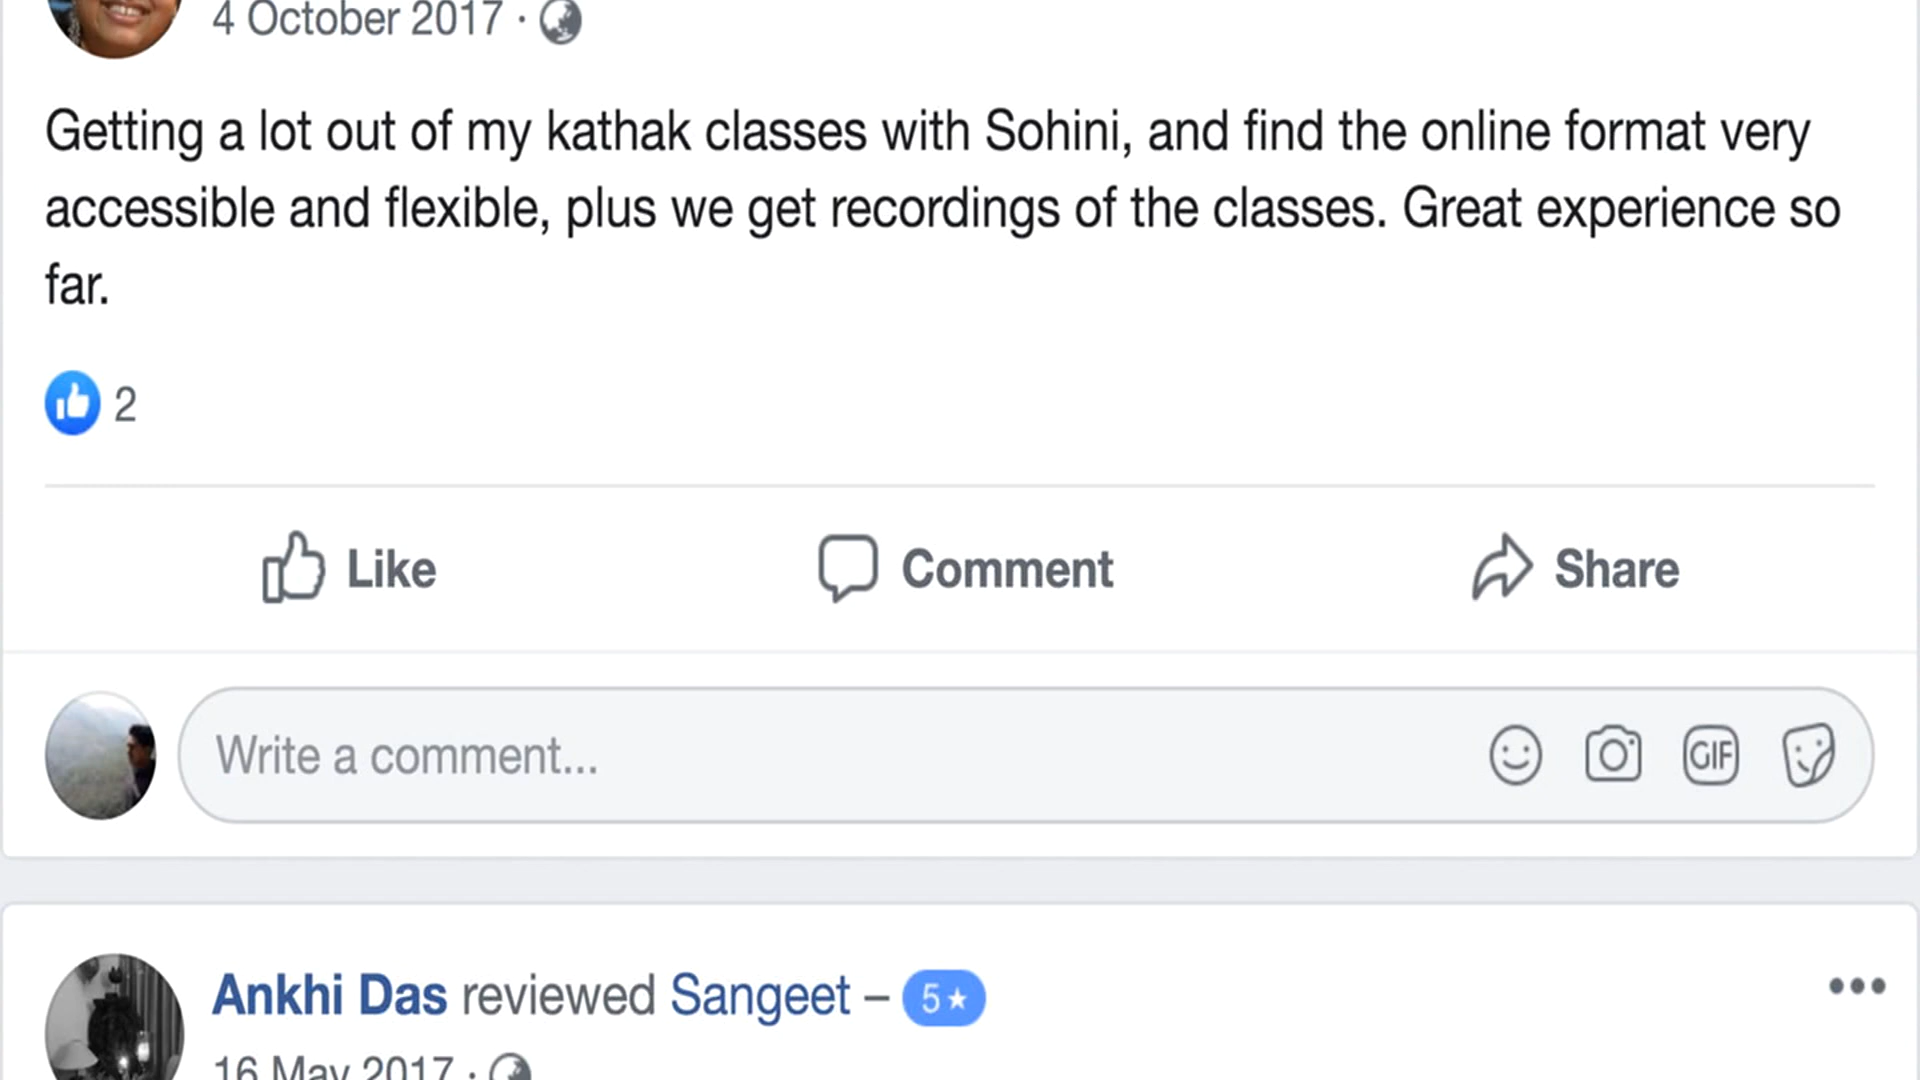 4 October 2017 ·
Getting a lot out of my kathak classes with Sohini, and find the online format very
accessible and flexible, plus we get recordings of the classes. Great experience so
far.
2
Like Comment Share
Write a comment... GIF
Ankhi Das reviewed Sangeet – 5★
16 May 2017 ·